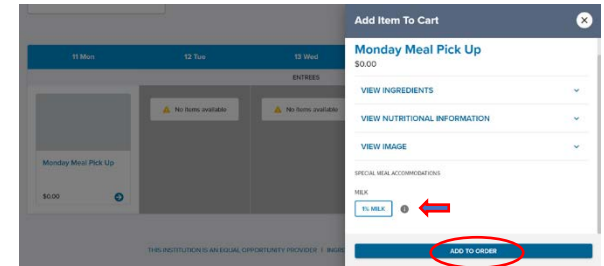 11 Mon
12 Tue
13 Wed
ENTREES
No items available
No items available
Monday Meal Pick Up
$0.00
THIS INSTITUTION IS AN EQUAL OPPORTUNITY PROVIDER | INGRE
Add Item To Cart
Monday Meal Pick Up
$0.00
VIEW INGREDIENTS
VIEW NUTRITIONAL INFORMATION
VIEW IMAGE
SPECIAL MEAL ACCOMMODATIONS
MILK
1% MILK
ADD TO ORDER